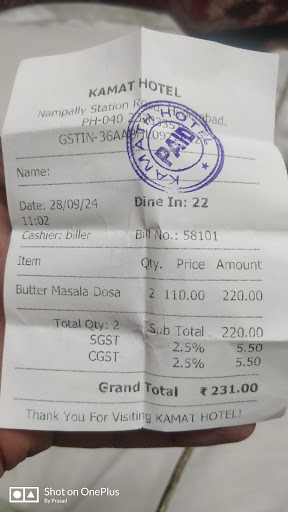 KAMAT HOTEL
Nampally Station
PH-040
GSTIN-36A
KAMATH HOTEL
PAID
Name:
Date: 28/09/24 Dine In: 22
11:02
Cashier: biller Bill No.: 58101
Item Qty. Price Amount
Butter Masala Dosa 2 110.00 220.00
Total Qty: 2 Sub Total 220.00
SGST 2.5% 5.50
CGST 2.5% 5.50
Grand Total ₹231.00
Thank You For Visiting KAMAT HOTEL!
Shot on OnePlus
By Prasad